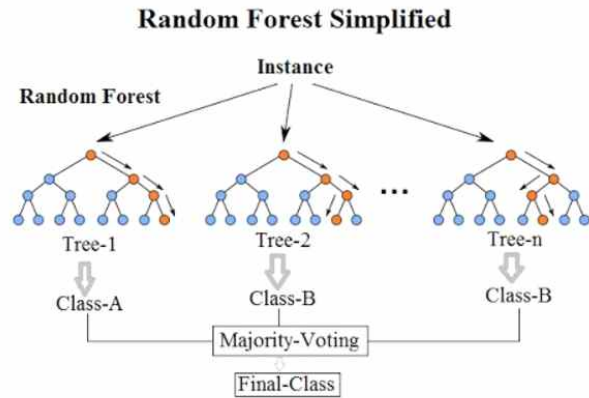 Random Forest Simplified
Instance
Random Forest
...
Tree-1
Tree-2
Tree-n
Class-A
Class-B
Class-B
Majority-Voting
Final-Class